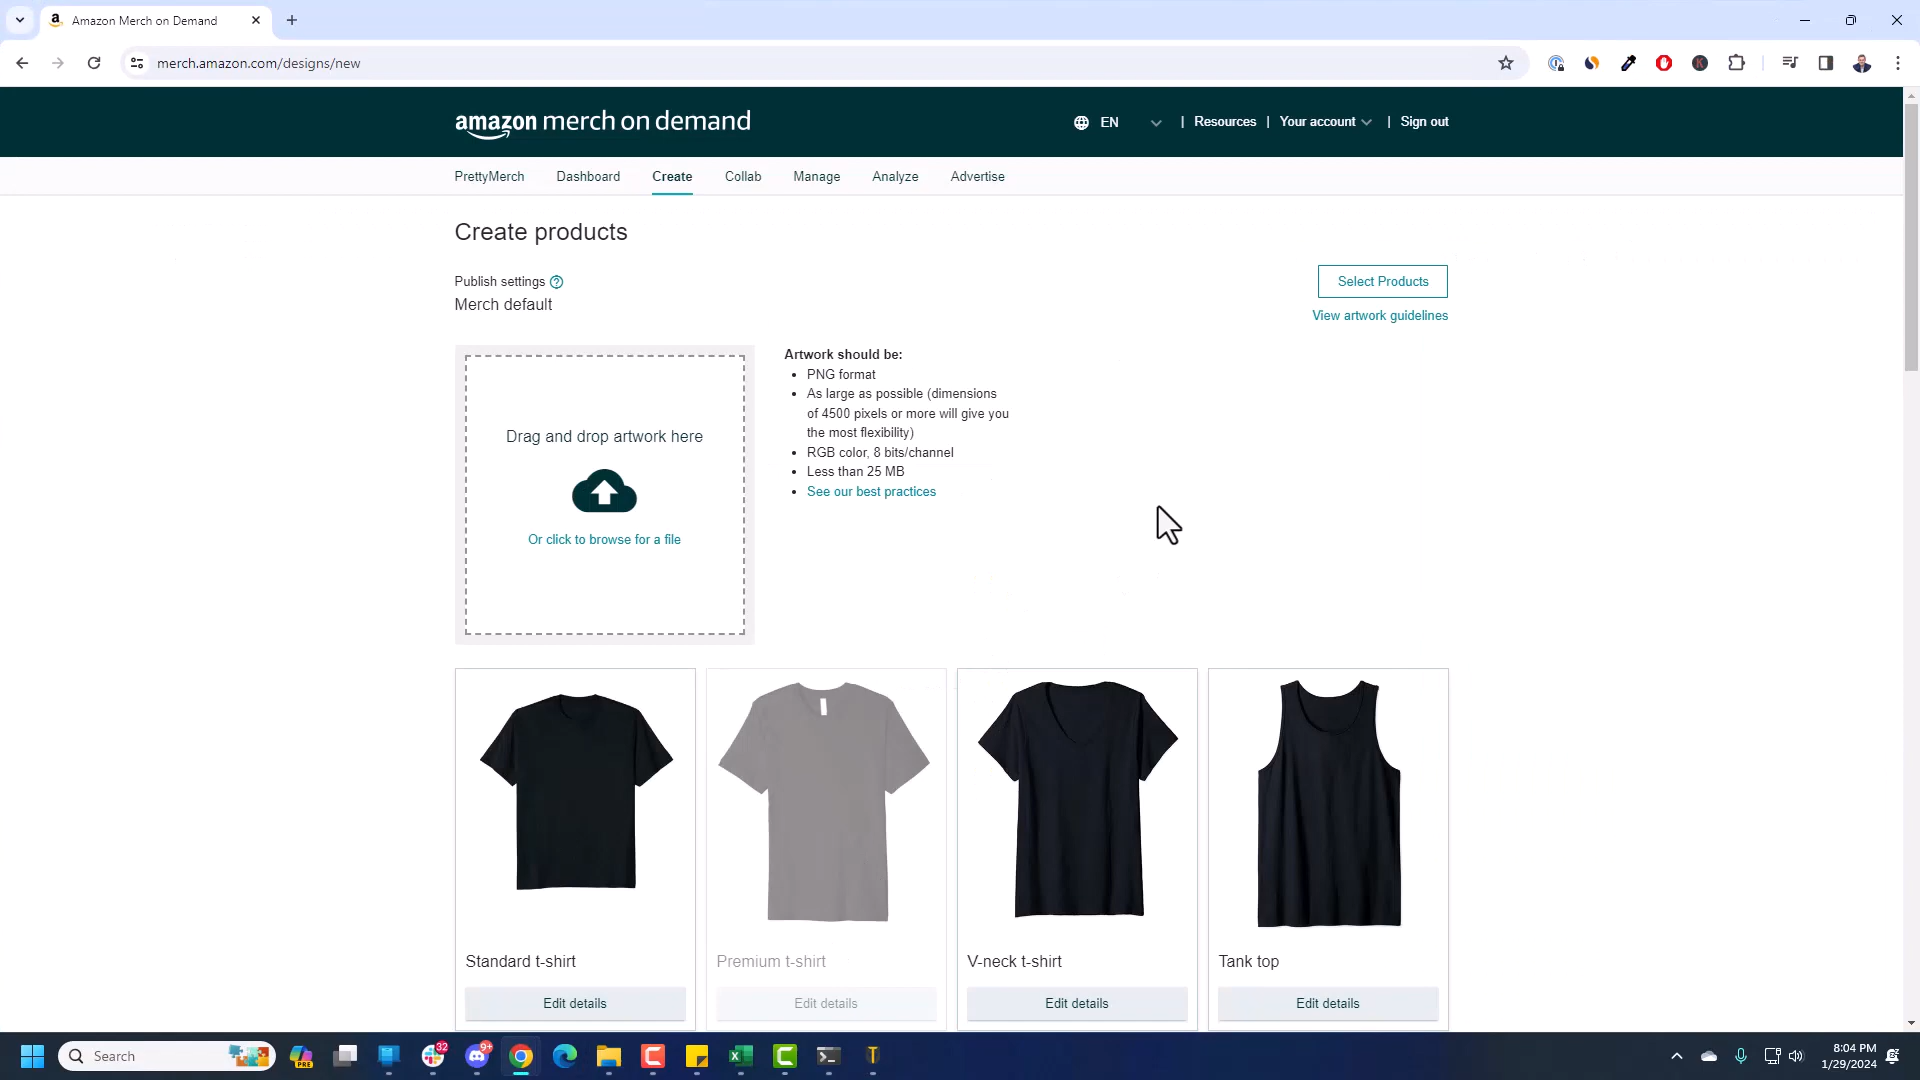 Amazon Merch on Demand
merch.amazon.com/designs/new
amazon merch on demand
EN | Resources | Your account | Sign out
PrettyMerch Dashboard Create Collab Manage Analyze Advertise
Create products
Publish settings ?
Merch default
Select Products
View artwork guidelines
Drag and drop artwork here
Or click to browse for a file
Artwork should be:
• PNG format
• As large as possible (dimensions
of 4500 pixels or more will give you
the most flexibility)
• RGB color, 8 bits/channel
• Less than 25 MB
• See our best practices
Standard t-shirt
Edit details
Premium t-shirt
Edit details
V-neck t-shirt
Edit details
Tank top
Edit details
Search
PRE
32
9+
8:04 PM
1/29/2024